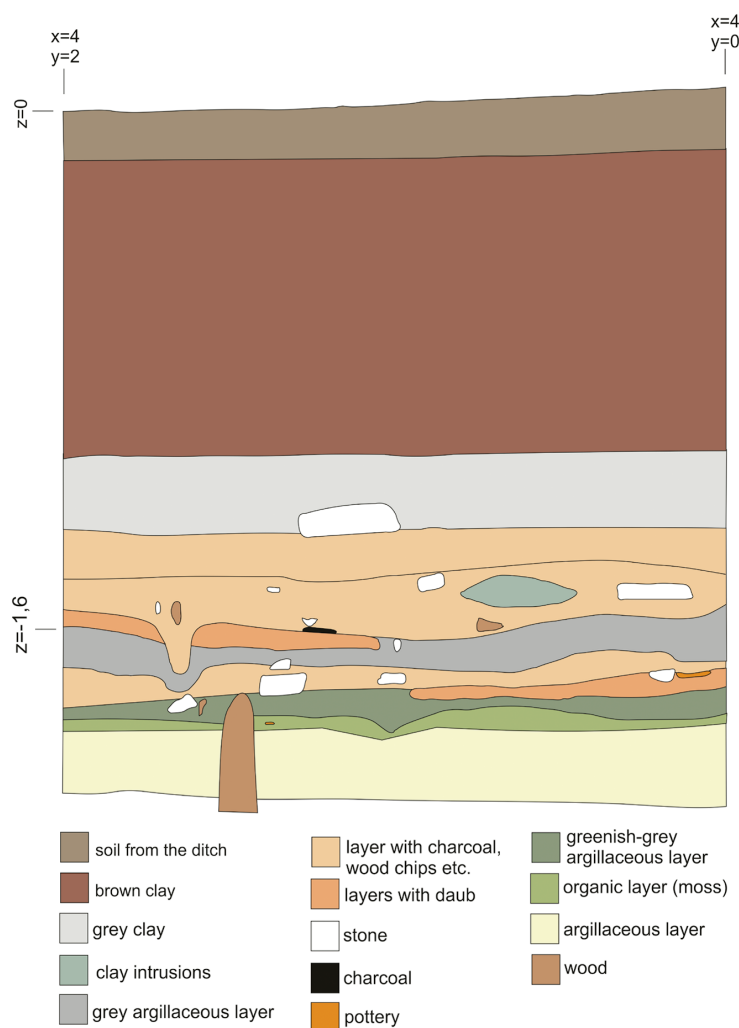 x=4
y=2
x=4
y=0
z=0
z=-1,6
soil from the ditch
brown clay
grey clay
clay intrusions
grey argillaceous layer
layer with charcoal,
wood chips etc.
layers with daub
stone
charcoal
pottery
greenish-grey
argillaceous layer
organic layer (moss)
argillaceous layer
wood